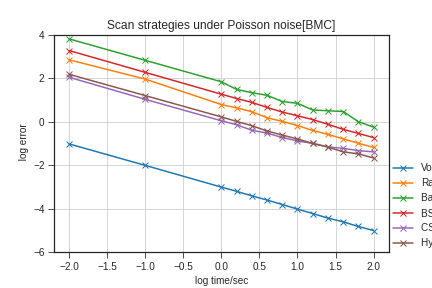 Scan strategies under Poisson noise[BMC]
log error
4
2
0
−2
−4
−6
−2.0 −1.5 −1.0 −0.5 0.0 0.5 1.0 1.5 2.0
log time/sec
Vo
Ra
Ba
BS
CS
Hy